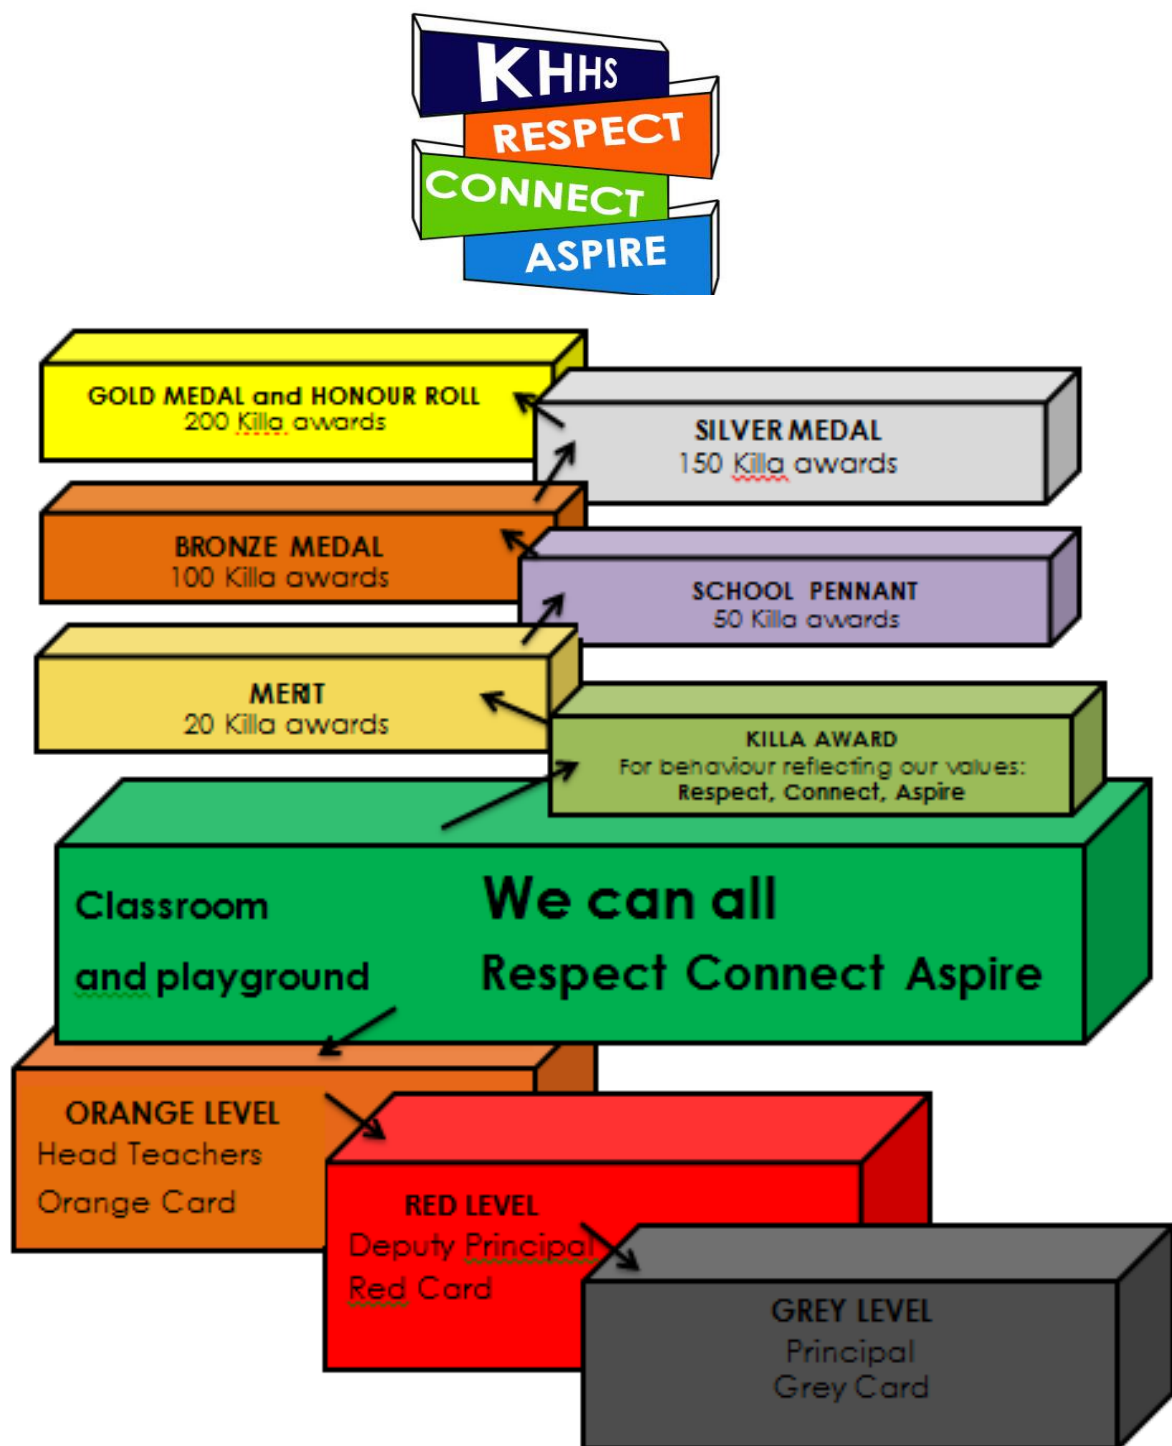 KHHS
RESPECT
CONNECT
ASPIRE
GOLD MEDAL and HONOUR ROLL
200 Killa awards
SILVER MEDAL
150 Killa awards
BRONZE MEDAL
100 Killa awards
SCHOOL PENNANT
50 Killa awards
MERIT
20 Killa awards
KILLA AWARD
For behaviour reflecting our values:
Respect, Connect, Aspire
Classroom
and playground
We can all
Respect Connect Aspire
ORANGE LEVEL
Head Teachers
Orange Card
RED LEVEL
Deputy Principal
Red Card
GREY LEVEL
Principal
Grey Card